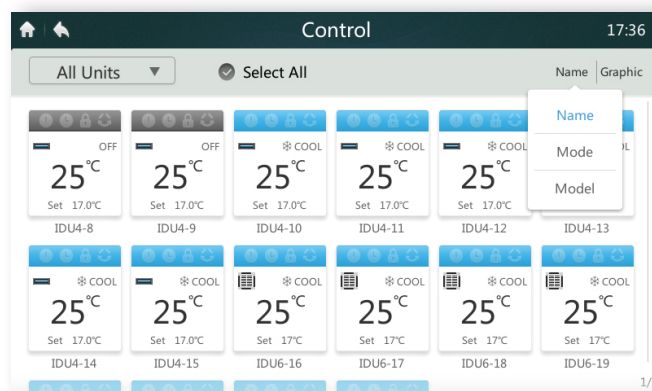 Control
17:36
All Units
Select All
Name
Graphic
Name
Mode
Model
OFF
25℃
Set 17.0℃
IDU4-8
OFF
25℃
Set 17.0℃
IDU4-9
COOL
25℃
Set 17.0℃
IDU4-10
COOL
25℃
Set 17.0℃
IDU4-11
COOL
25℃
Set 17.0℃
IDU4-12
IDU4-13
COOL
25℃
Set 17.0℃
IDU4-14
COOL
25℃
Set 17.0℃
IDU4-15
COOL
25℃
Set 17℃
IDU6-16
COOL
25℃
Set 17℃
IDU6-17
COOL
25℃
Set 17℃
IDU6-18
COOL
25℃
Set 17℃
IDU6-19
1/